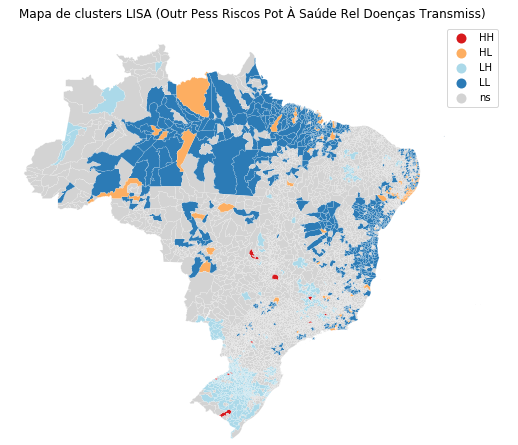 Mapa de clusters LISA (Outr Pess Riscos Pot À Saúde Rel Doenças Transmiss)
HH
HL
LH
LL
ns